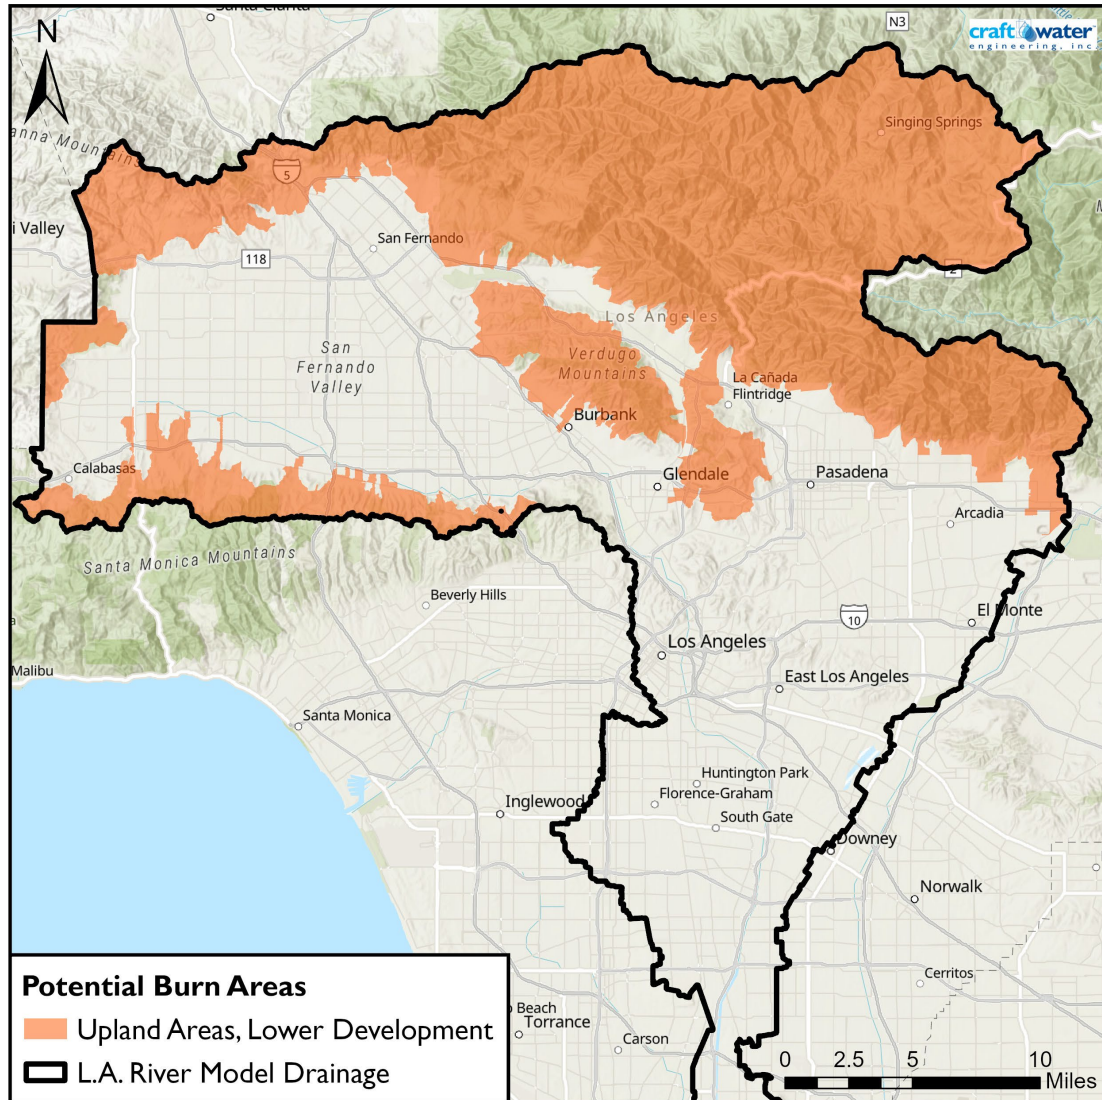 N
N3
craft water
engineering, inc.
Singing Springs
5
i Valley
San Fernando
118
2
Los Angeles
San
Fernando
Valley
Verdugo
Mountains
La Cañada
Flintridge
Burbank
Calabasas
Glendale
Pasadena
Arcadia
Santa Monica Mountains
Beverly Hills
10
El Monte
Los Angeles
Malibu
East Los Angeles
Santa Monica
Huntington Park
Florence-Graham
Inglewood
South Gate
Downey
Norwalk
Cerritos
Beach
Torrance
Carson
Potential Burn Areas
Upland Areas, Lower Development
L.A. River Model Drainage
0 2.5 5 10
Miles